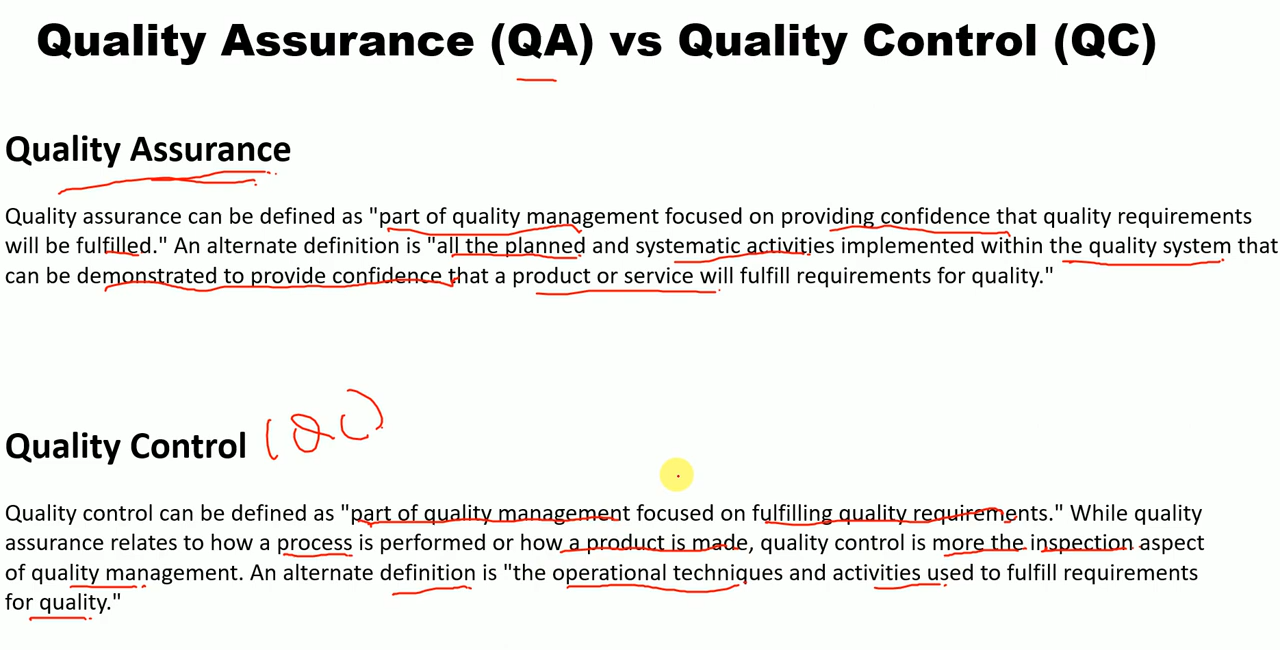 Quality Assurance (QA) vs Quality Control (QC)
Quality Assurance
Quality assurance can be defined as "part of quality management focused on providing confidence that quality requirements
will be fulfilled." An alternate definition is "all the planned and systematic activities implemented within the quality system that
can be demonstrated to provide confidence that a product or service will fulfill requirements for quality."
Quality Control (QC)
Quality control can be defined as "part of quality management focused on fulfilling quality requirements." While quality
assurance relates to how a process is performed or how a product is made, quality control is more the inspection aspect
of quality management. An alternate definition is "the operational techniques and activities used to fulfill requirements
for quality."